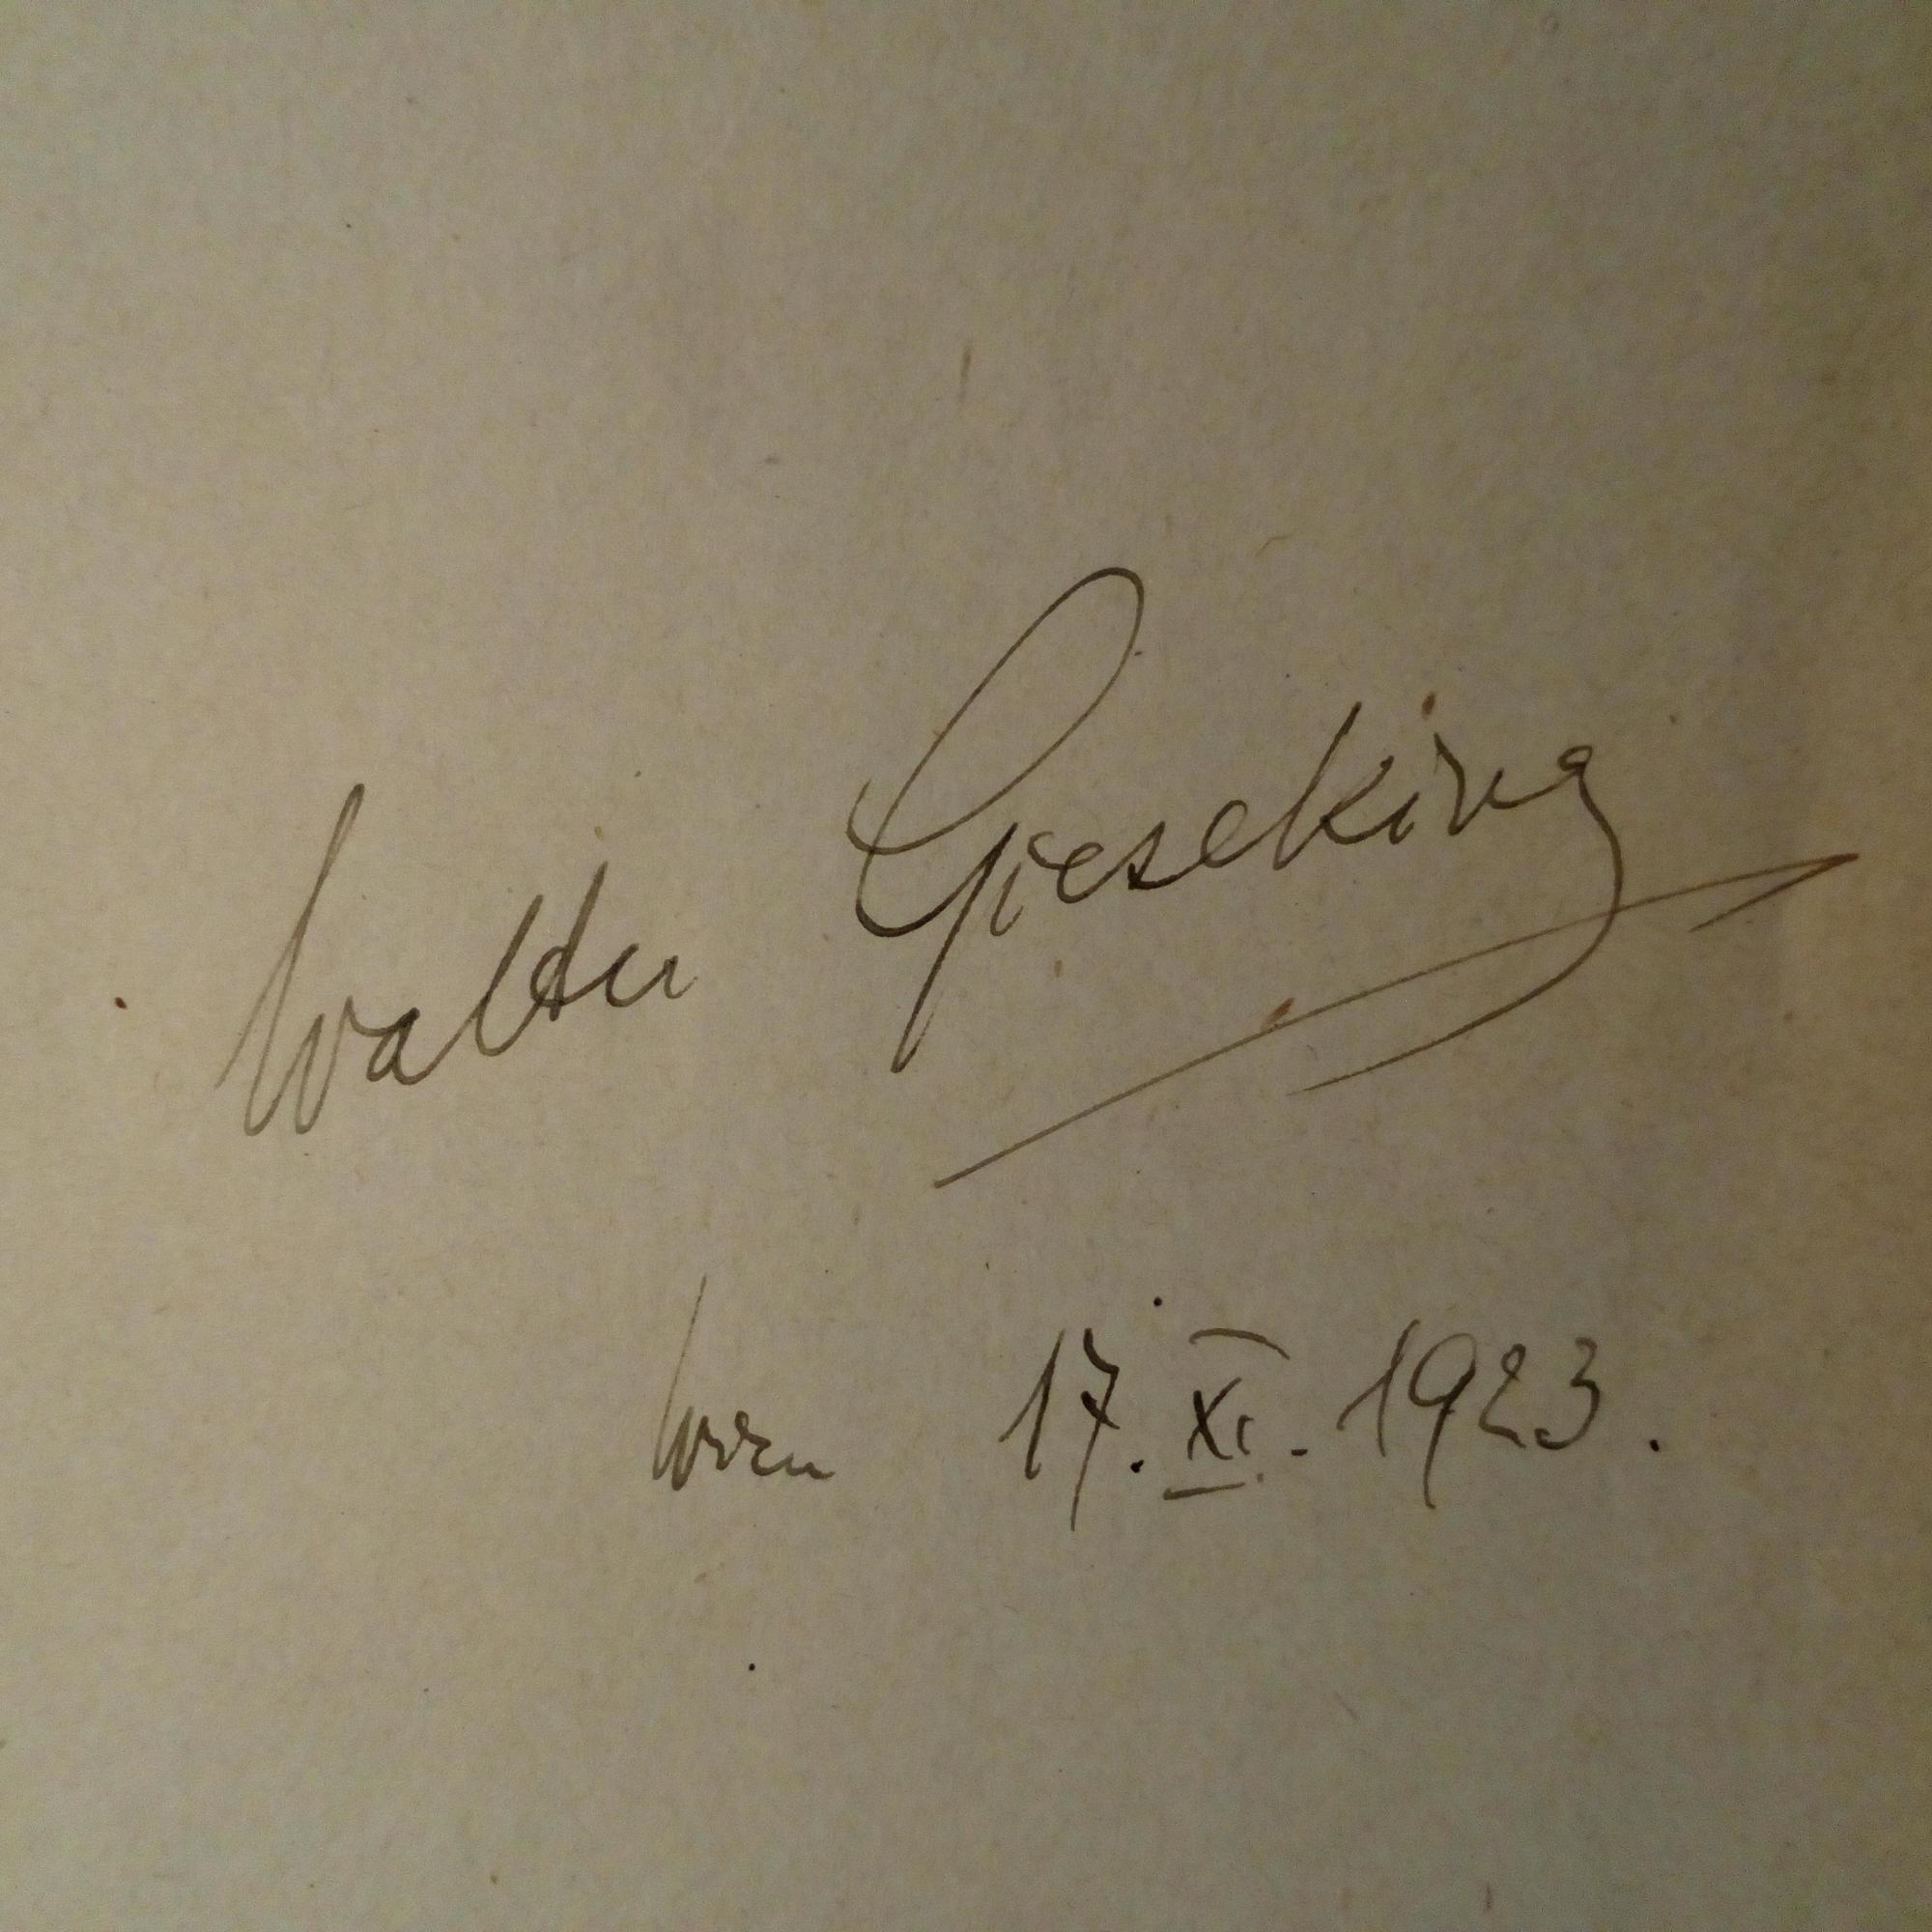 Walter Gieseking
Wien 17. XI. 1923.